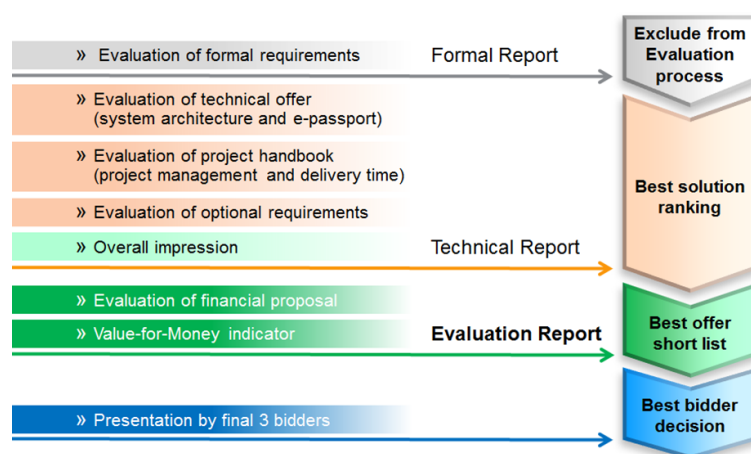 » Evaluation of formal requirements
Formal Report
Exclude from
Evaluation
process
» Evaluation of technical offer
(system architecture and e-passport)
» Evaluation of project handbook
(project management and delivery time)
» Evaluation of optional requirements
» Overall impression
Technical Report
Best solution
ranking
» Evaluation of financial proposal
» Value-for-Money indicator
Evaluation Report
Best offer
short list
» Presentation by final 3 bidders
Best bidder
decision